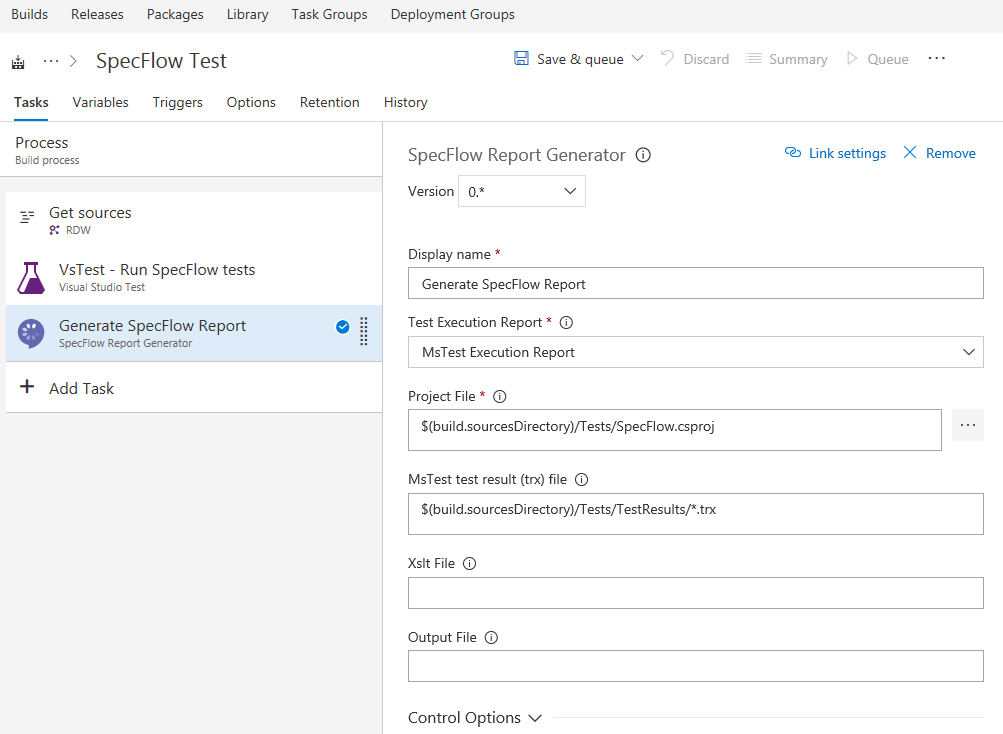 Builds Releases Packages Library Task Groups Deployment Groups
... > SpecFlow Test
Save & queue Discard Summary Queue ...
Tasks Variables Triggers Options Retention History
Process
Build process
Get sources
RDW
VsTest - Run SpecFlow tests
Visual Studio Test
Generate SpecFlow Report
SpecFlow Report Generator
+ Add Task
SpecFlow Report Generator
Link settings Remove
Version 0.*
Display name *
Generate SpecFlow Report
Test Execution Report *
MsTest Execution Report
Project File *
$(build.sourcesDirectory)/Tests/SpecFlow.csproj
...
MsTest test result (trx) file
$(build.sourcesDirectory)/Tests/TestResults/*.trx
Xslt File
Output File
Control Options